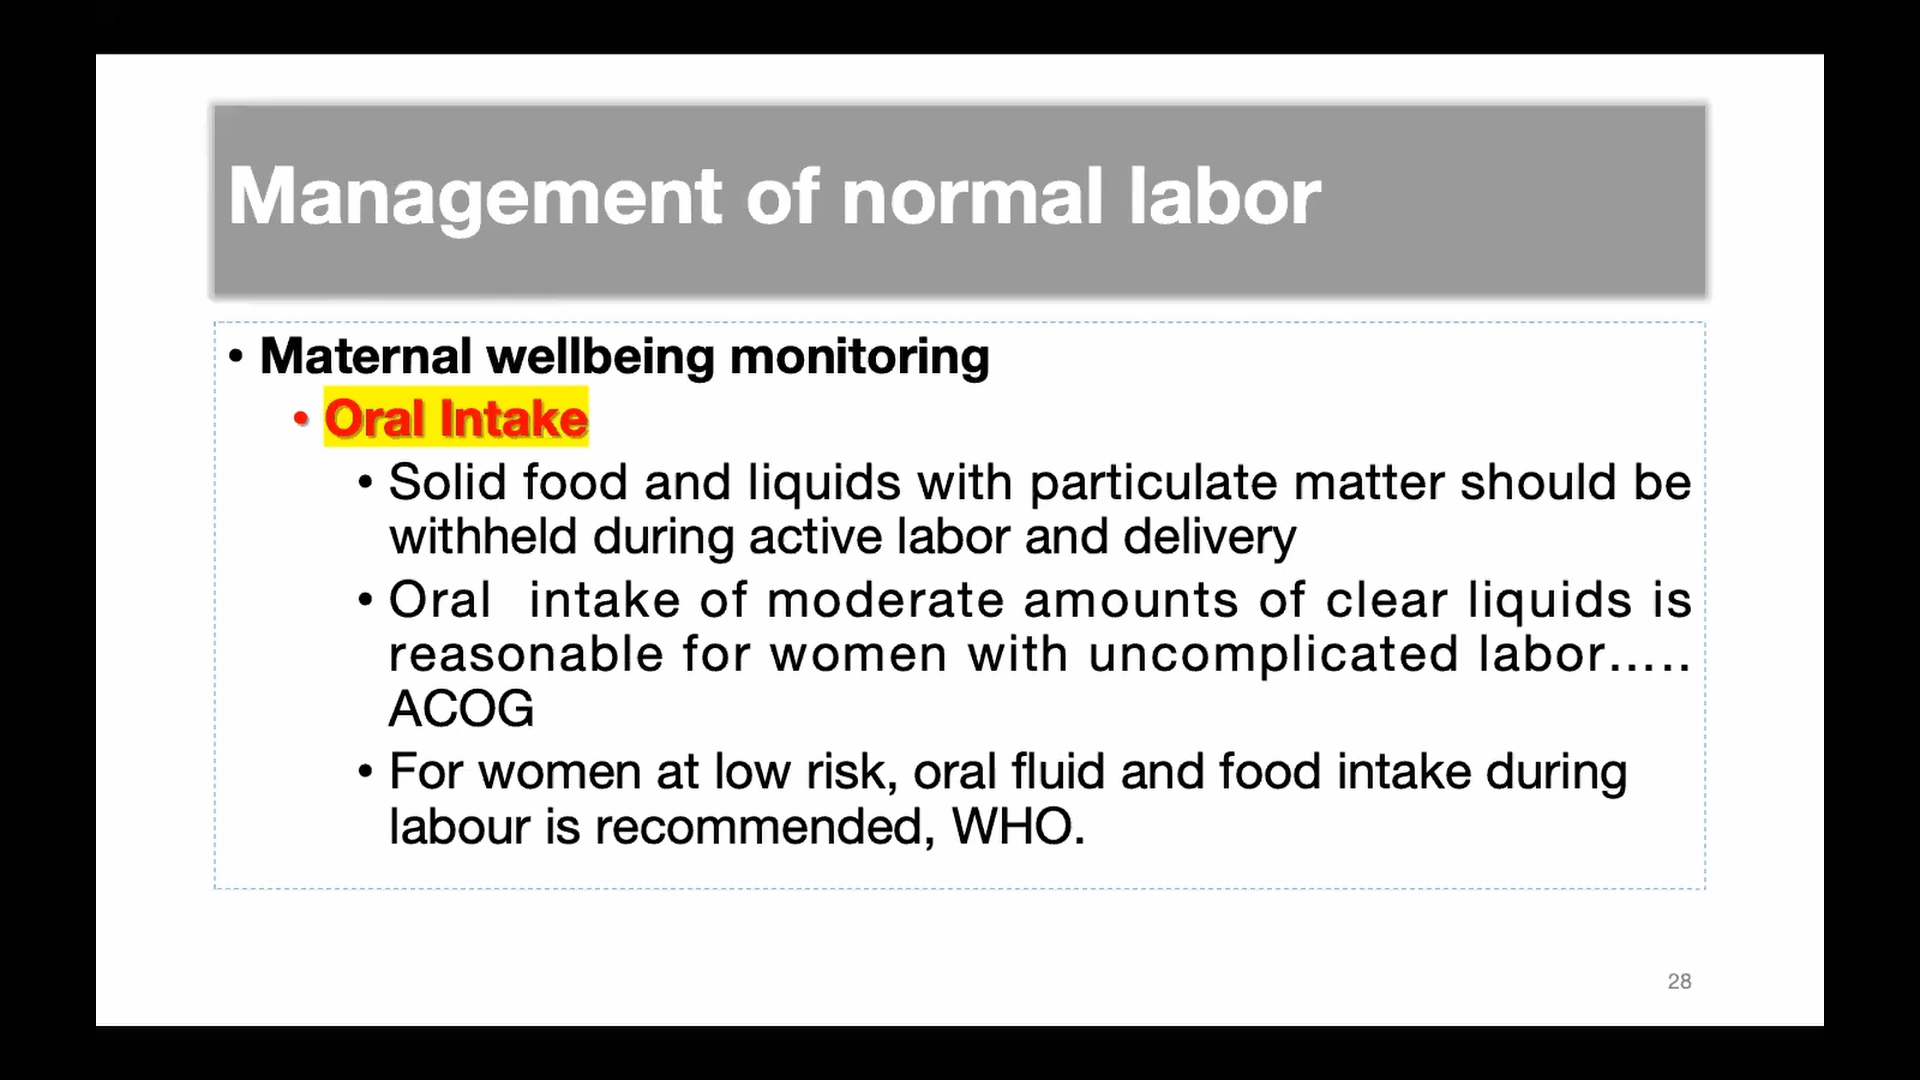 Management of normal labor
• Maternal wellbeing monitoring
• Oral Intake
• Solid food and liquids with particulate matter should be
withheld during active labor and delivery
• Oral intake of moderate amounts of clear liquids is
reasonable for women with uncomplicated labor.....
ACOG
• For women at low risk, oral fluid and food intake during
labour is recommended, WHO.
28